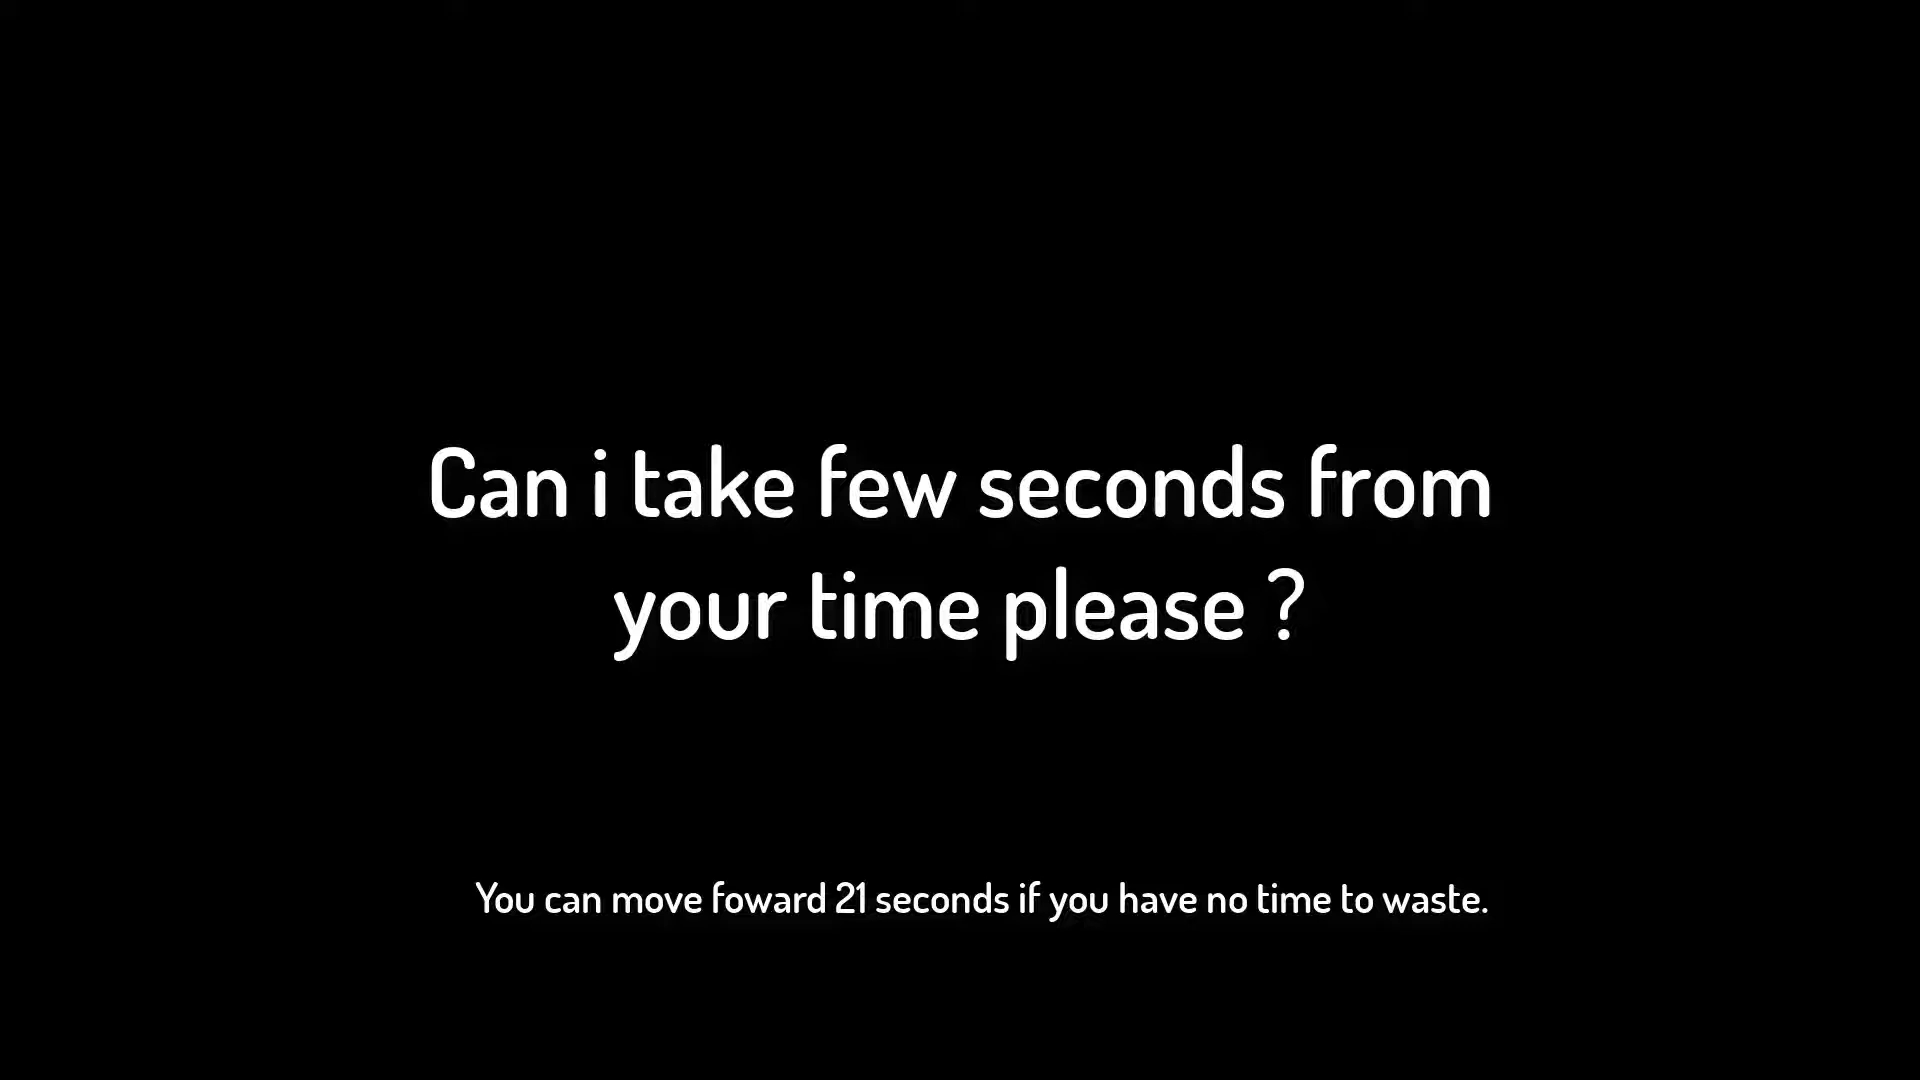 Can i take few seconds from
your time please ?
You can move foward 21 seconds if you have no time to waste.